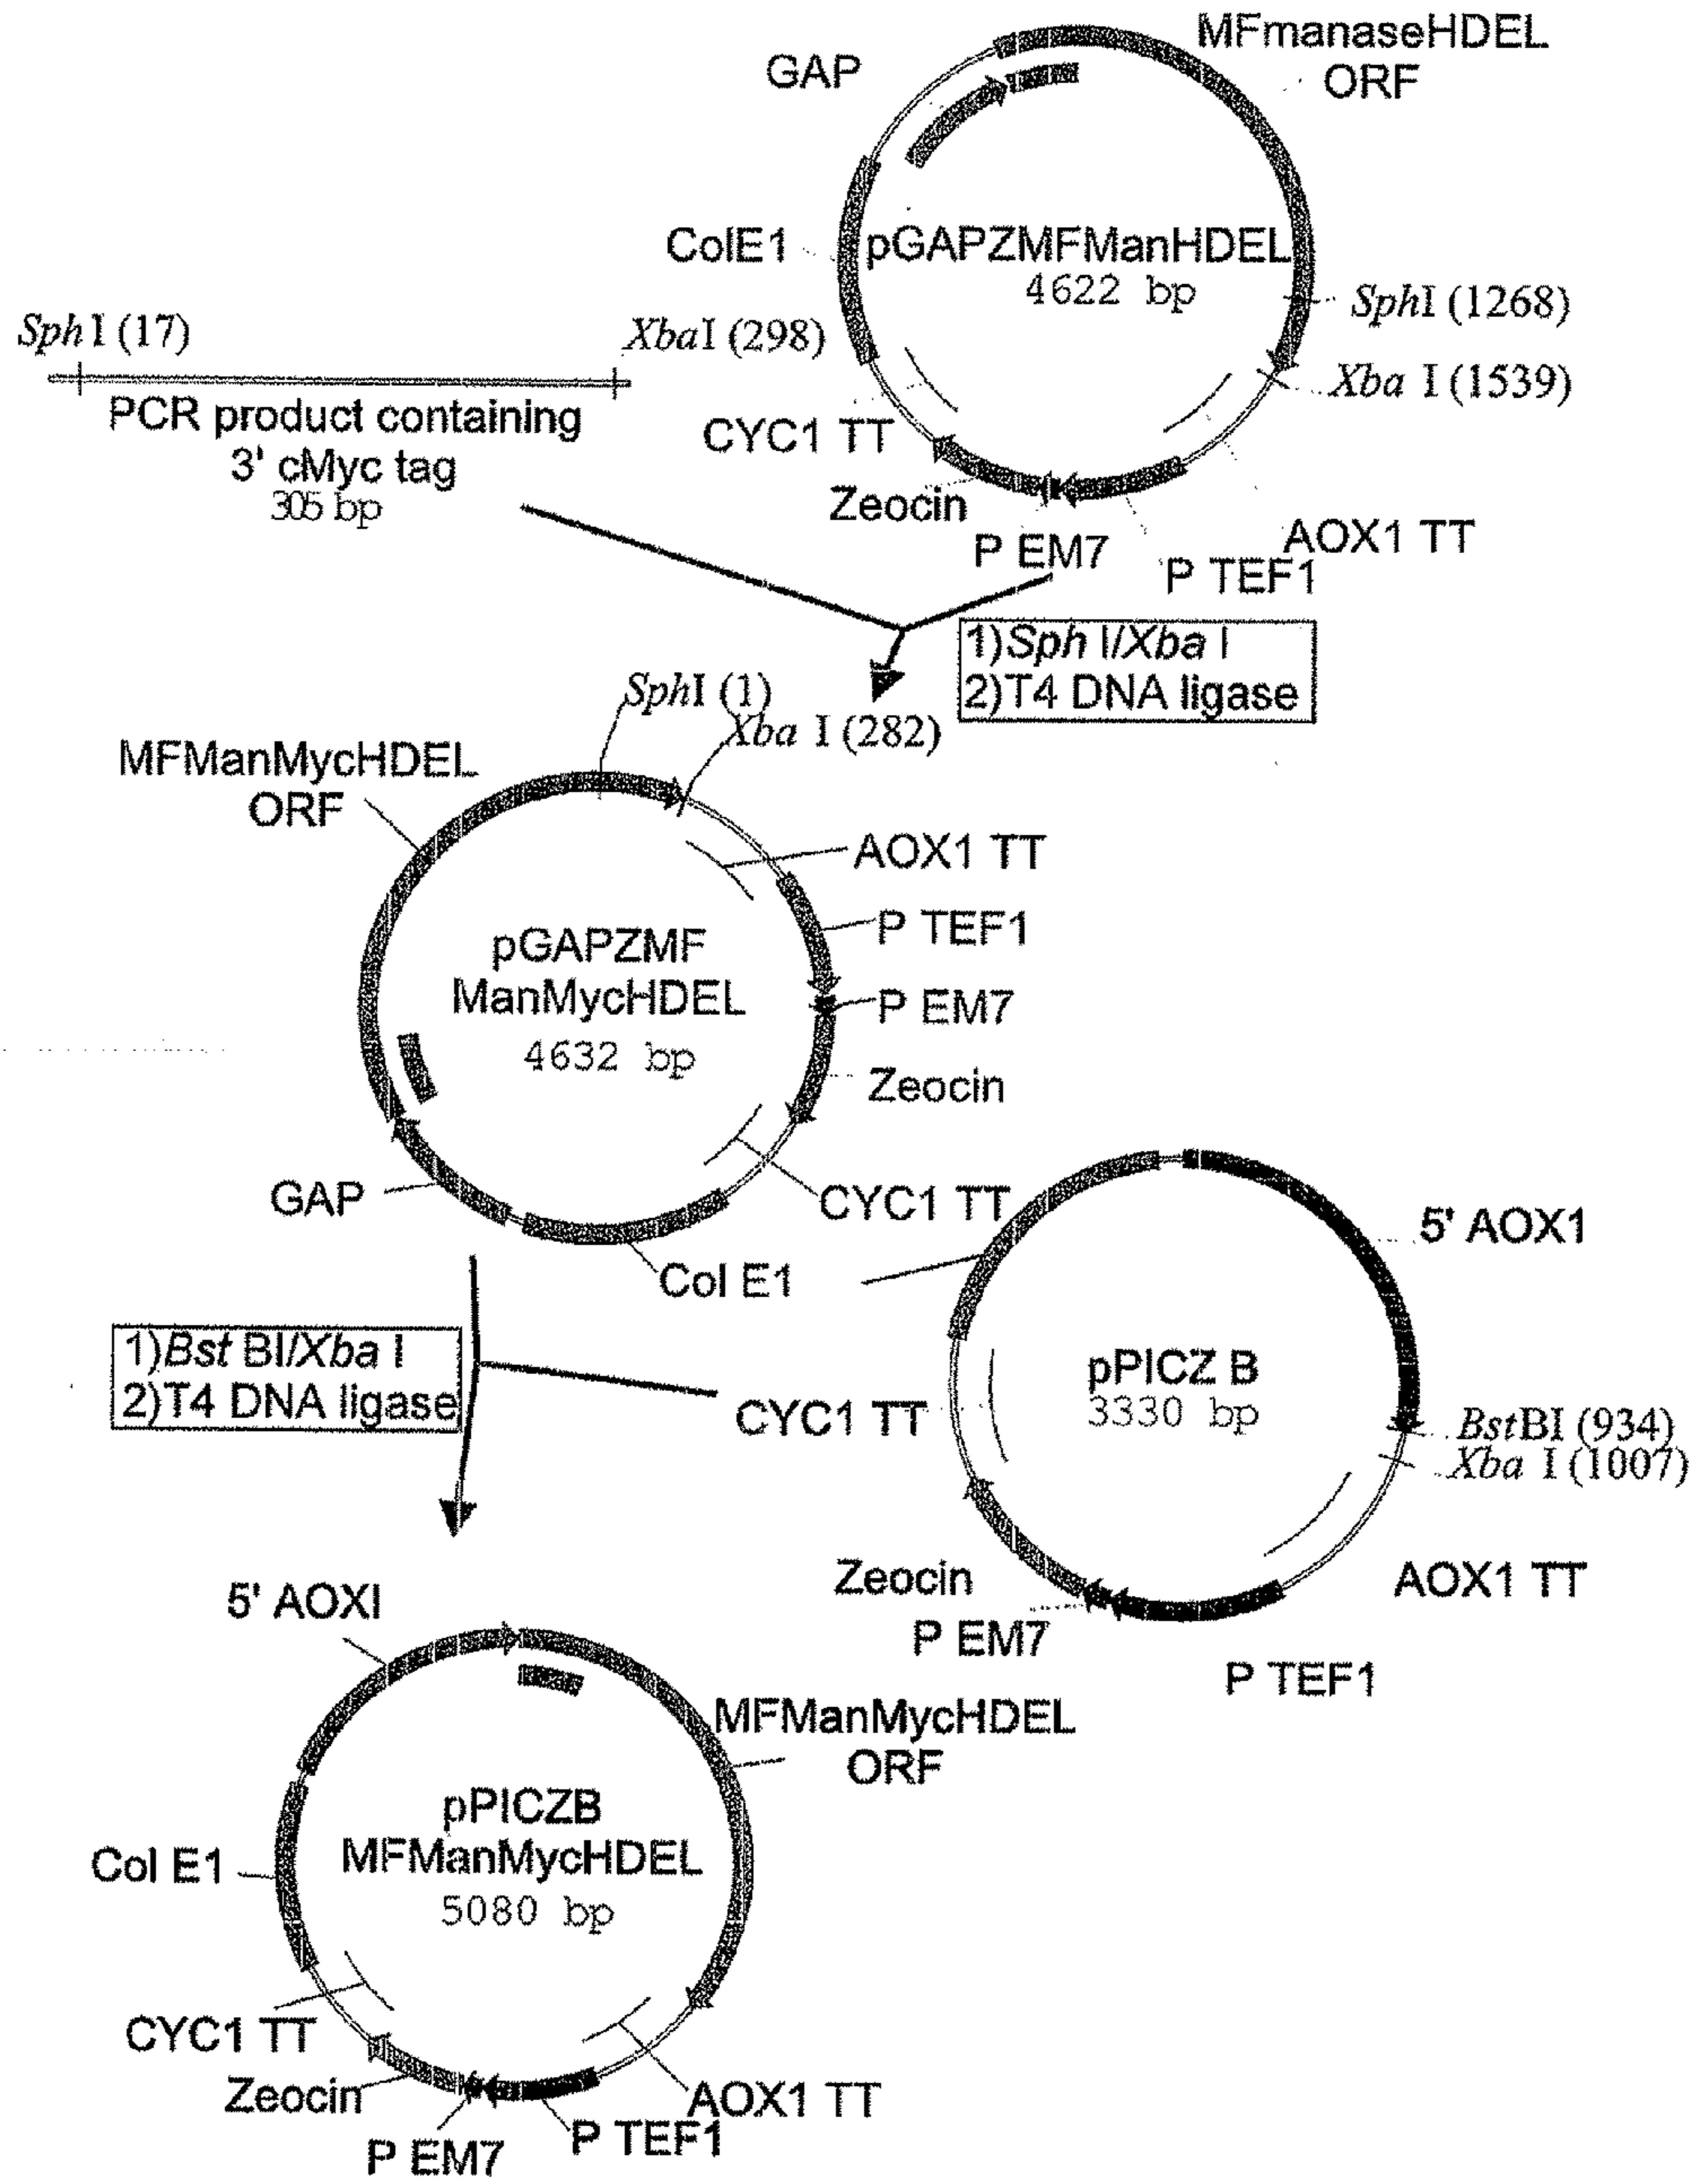 MFmanaseHDEL
ORF
GAP
ColE1
pGAPZMFManHDEL
4622 bp
SphI (1268)
Xba I (1539)
SphI (17)
XbaI (298)
PCR product containing
3' cMyc tag
305 bp
CYC1 TT
Zeocin
P EM7
P TEF1
AOX1 TT
1)Sph I/Xba I
2)T4 DNA ligase
SphI (1)
Xba I (282)
MFManMycHDEL
ORF
AOX1 TT
P TEF1
P EM7
pGAPZMF
ManMycHDEL
4632 bp
Zeocin
CYC1 TT
GAP
Col E1
5' AOX1
1)Bst BI/Xba I
2)T4 DNA ligase
pPICZ B
3330 bp
CYC1 TT
BstBI (934)
Xba I (1007)
Zeocin
P EM7
P TEF1
AOX1 TT
5' AOXI
MFManMycHDEL
ORF
pPICZB
MFManMycHDEL
5080 bp
Col E1
CYC1 TT
Zeocin
P EM7
P TEF1
AOX1 TT